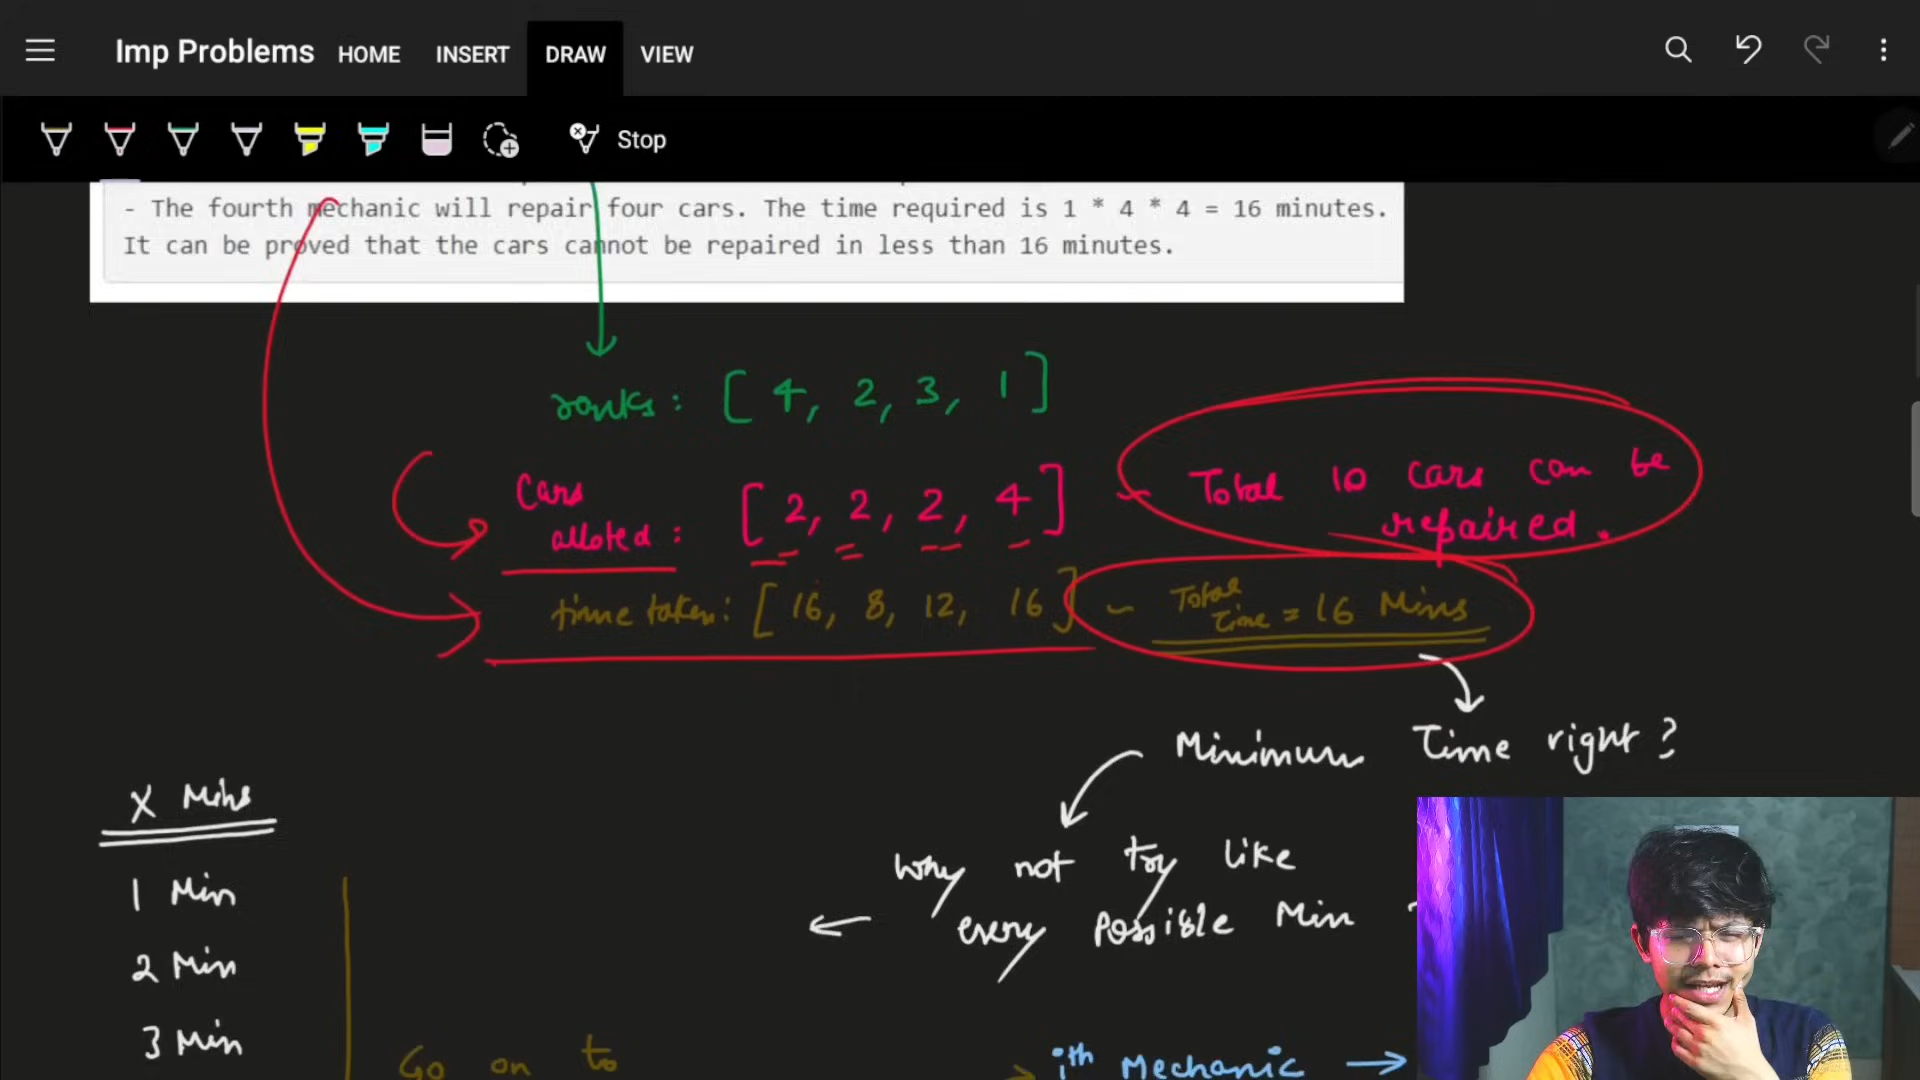 Imp Problems HOME INSERT DRAW VIEW
Stop
- The fourth mechanic will repair four cars. The time required is 1 * 4 * 4 = 16 minutes.
It can be proved that the cars cannot be repaired in less than 16 minutes.
ranks: [ 4, 2, 3, 1 ]
Cars
alloted: [ 2, 2, 2, 4 ] - Total 10 Cars can be
repaired.
time taken: [ 16, 8, 12, 16 ] - Total
Time = 16 Mins
Minimum Time right?
X Mins
why not try like
every Possible Min
1 Min
2 Min
3 Min
Go on to
ith Mechanic →